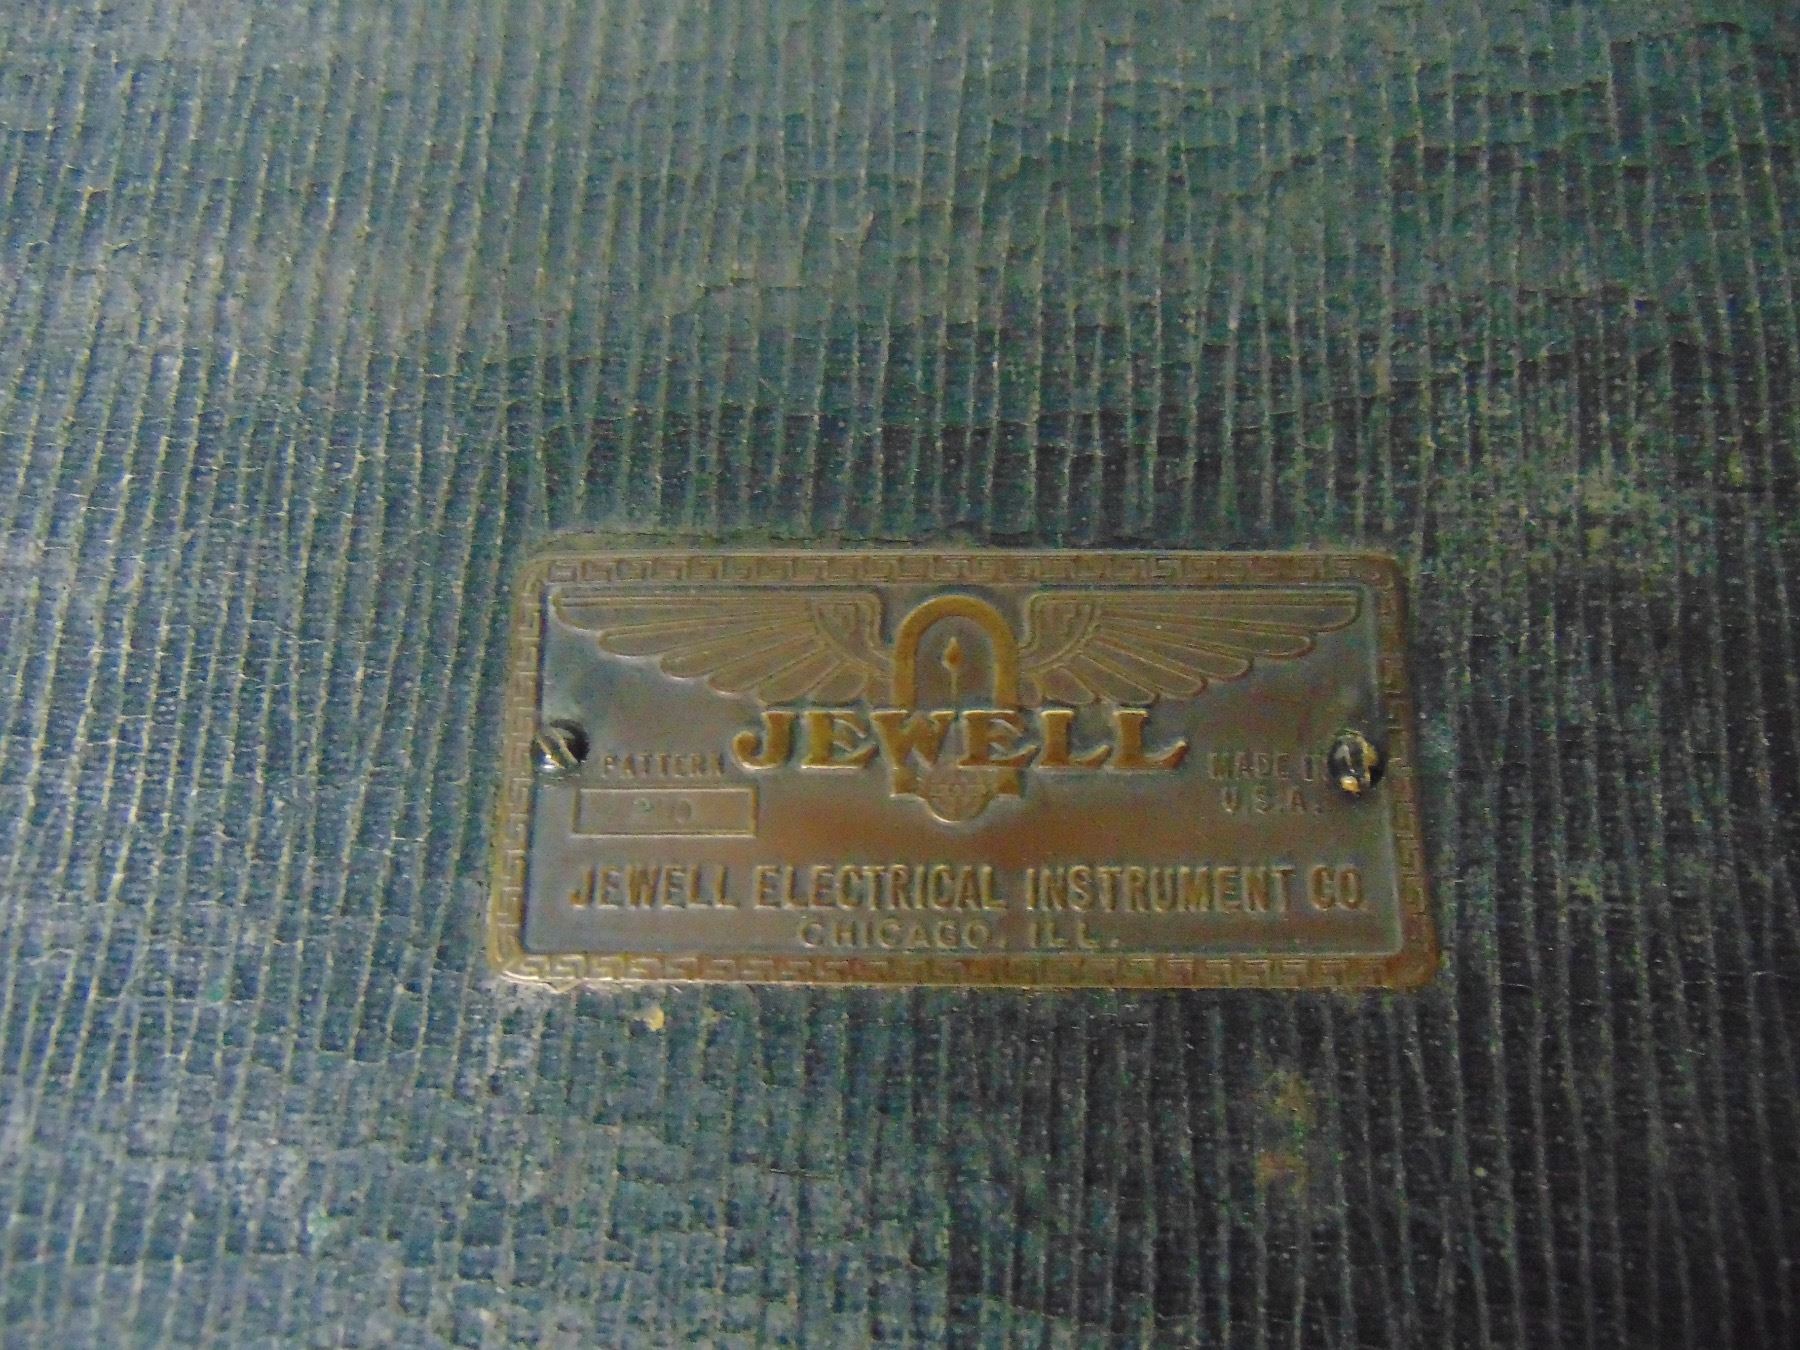 JEWELL
PATTERN
MADE IN
U.S.A.
JEWELL ELECTRICAL INSTRUMENT CO.
CHICAGO, ILL.